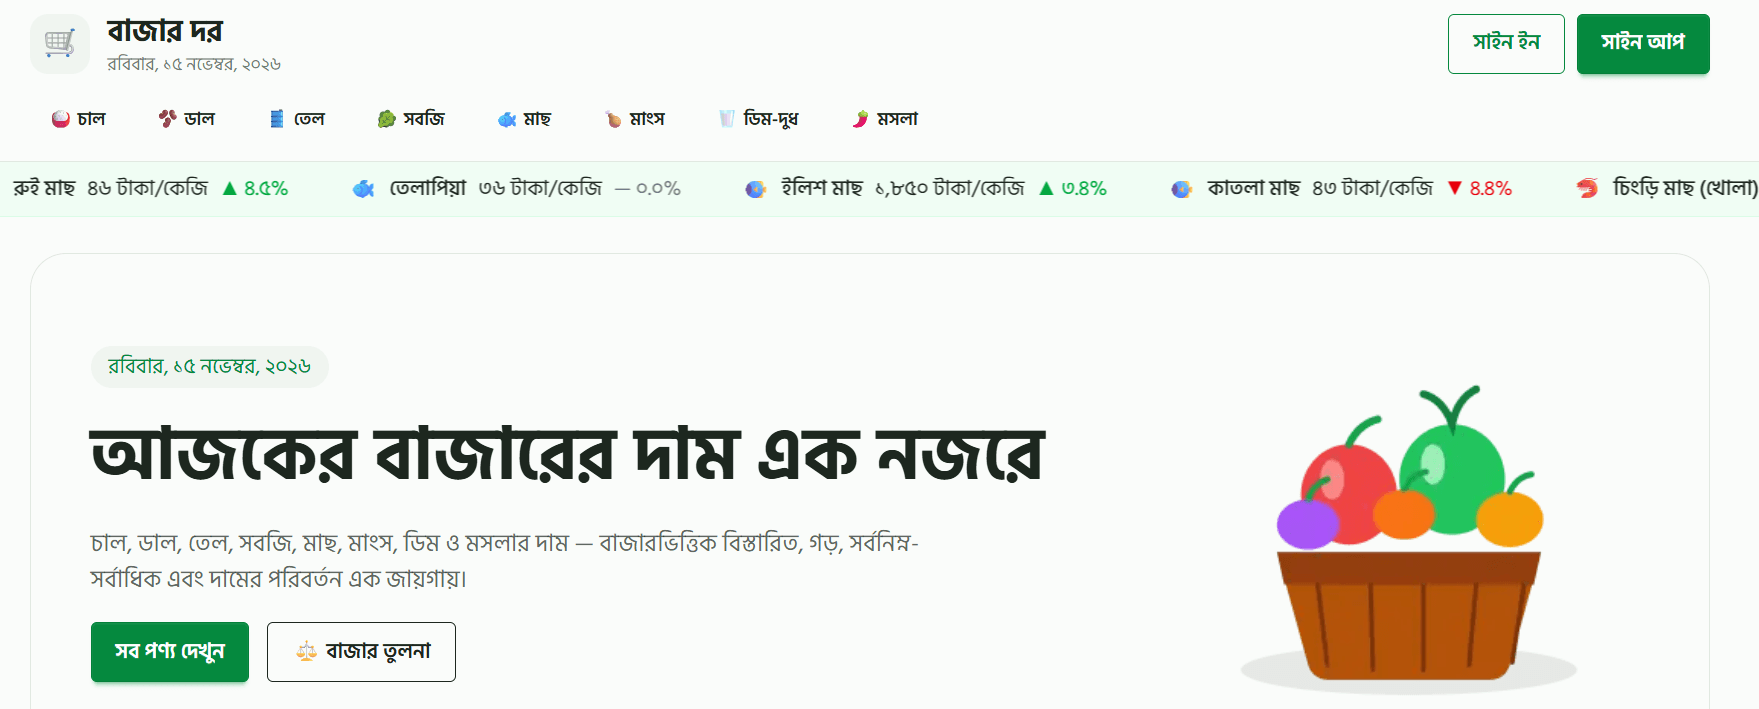 বাজার দর
রবিবার, ১৫ নভেম্বর, ২০২৬
সাইন ইন
সাইন আপ
চাল ডাল তেল সবজি মাছ মাংস ডিম-দুধ মসলা
রুই মাছ ৪৬ টাকা/কেজি ▲ ৪.৫% তেলাপিয়া ৩৬ টাকা/কেজি — ০.০% ইলিশ মাছ ১,৮৫০ টাকা/কেজি ▲ ৩.৪% কাতলা মাছ ৪৩ টাকা/কেজি ▼ ৪.৪% চিংড়ি মাছ (খোলা)
রবিবার, ১৫ নভেম্বর, ২০২৬
আজকের বাজারের দাম এক নজরে
চাল, ডাল, তেল, সবজি, মাছ, মাংস, ডিম ও মসলার দাম — বাজারভিত্তিক বিস্তারিত, গড়, সর্বনিম্ন-
সর্বাধিক এবং দামের পরিবর্তন এক জায়গায়।
সব পণ্য দেখুন
বাজার তুলনা